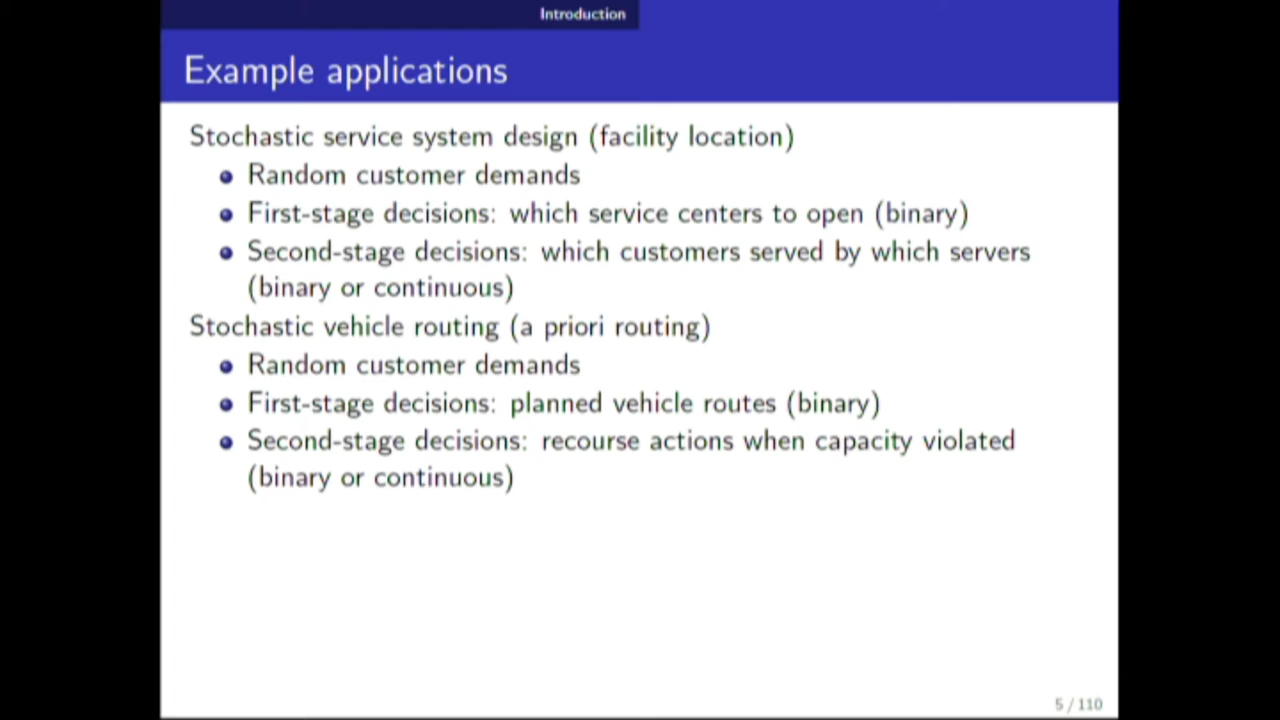 Introduction
Example applications
Stochastic service system design (facility location)
Random customer demands
First-stage decisions: which service centers to open (binary)
Second-stage decisions: which customers served by which servers
(binary or continuous)
Stochastic vehicle routing (a priori routing)
Random customer demands
First-stage decisions: planned vehicle routes (binary)
Second-stage decisions: recourse actions when capacity violated
(binary or continuous)
5 / 110